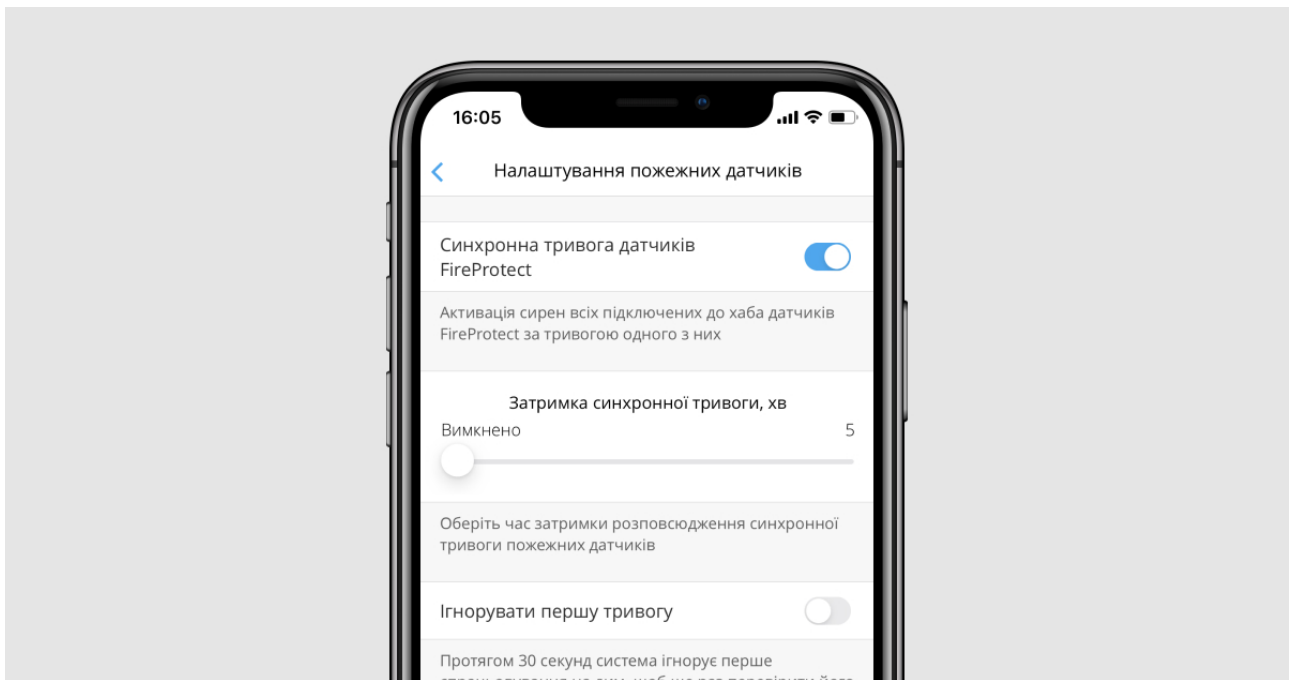 16:05
Налаштування пожежних датчиків
Синхронна тривога датчиків
FireProtect
Активація сирен всіх підключених до хаба датчиків
FireProtect за тривогою одного з них
Затримка синхронної тривоги, хв
Вимкнено 5
Оберіть час затримки розповсюдження синхронної
тривоги пожежних датчиків
Ігнорувати першу тривогу
Протягом 30 секунд система ігнорує перше